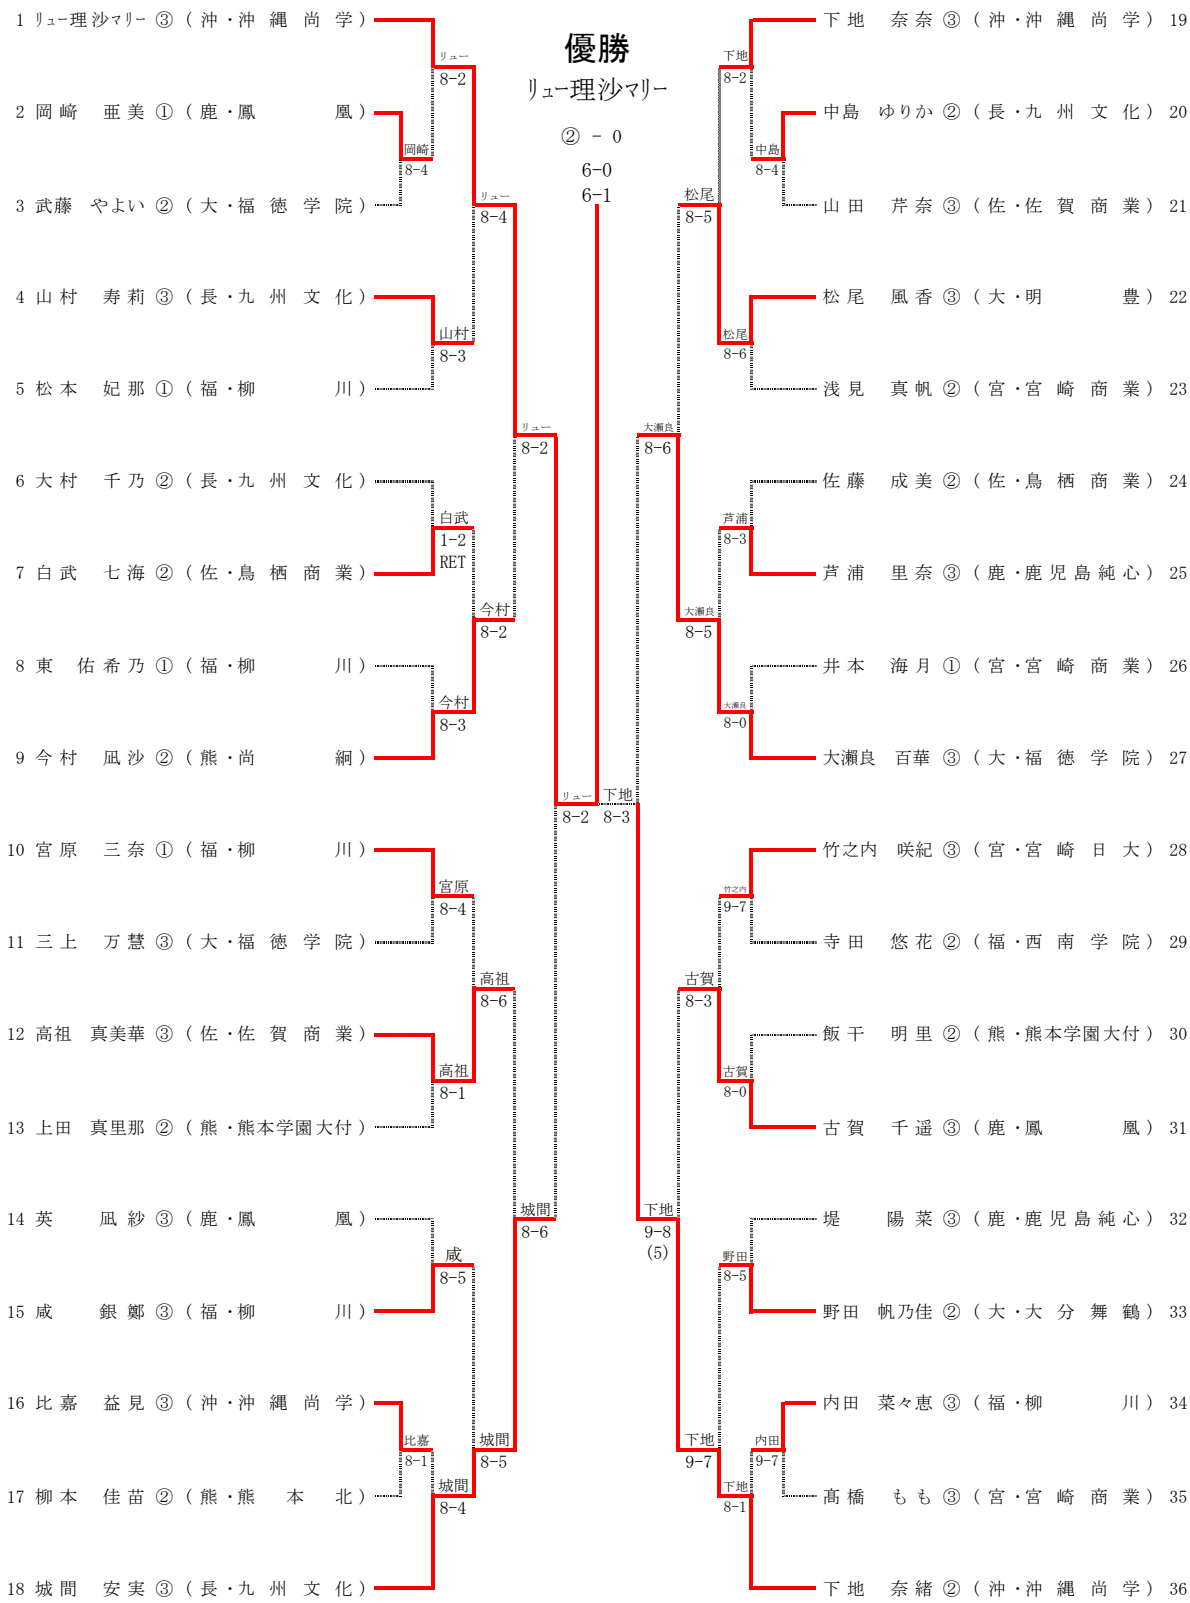 優勝
リュー理沙マリー
② - 0
6-0
6-1
1 リュー理沙マリー ③ ( 沖・沖縄尚学 )
リュー
8-2
2 岡﨑 亜美 ① ( 鹿・鳳凰 )
岡崎
8-4
3 武藤 やよい ② ( 大・福徳学院 )
リュー
8-4
4 山村 寿莉 ③ ( 長・九州文化 )
山村
8-3
5 松本 妃那 ① ( 福・柳川 )
リュー
8-2
6 大村 千乃 ② ( 長・九州文化 )
白武
1-2
RET
7 白武 七海 ② ( 佐・鳥栖商業 )
今村
8-2
8 東 佑希乃 ① ( 福・柳川 )
今村
8-3
9 今村 凪沙 ② ( 熊・尚絅 )
リュー
8-2
10 宮原 三奈 ① ( 福・柳川 )
宮原
8-4
11 三上 万慧 ③ ( 大・福徳学院 )
高祖
8-6
12 高祖 真美華 ③ ( 佐・佐賀商業 )
高祖
8-1
13 上田 真里那 ② ( 熊・熊本学園大付 )
城間
8-6
14 英 凪紗 ③ ( 鹿・鳳凰 )
咸
8-5
15 咸 銀鄭 ③ ( 福・柳川 )
16 比嘉 益見 ③ ( 沖・沖縄尚学 )
比嘉
8-1
城間
8-5
17 柳本 佳苗 ② ( 熊・熊本北 )
城間
8-4
18 城間 安実 ③ ( 長・九州文化 )
下地 奈奈 ③ ( 沖・沖縄尚学 ) 19
下地
8-2
中島 ゆりか ② ( 長・九州文化 ) 20
中島
8-4
山田 芹奈 ③ ( 佐・佐賀商業 ) 21
松尾
8-5
松尾 風香 ③ ( 大・明豊 ) 22
松尾
8-6
浅見 真帆 ② ( 宮・宮崎商業 ) 23
大瀬良
8-6
佐藤 成美 ② ( 佐・鳥栖商業 ) 24
芦浦
8-3
芦浦 里奈 ③ ( 鹿・鹿児島純心 ) 25
大瀬良
8-5
井本 海月 ① ( 宮・宮崎商業 ) 26
大瀬良
8-0
大瀬良 百華 ③ ( 大・福徳学院 ) 27
下地
8-3
竹之内 咲紀 ③ ( 宮・宮崎日大 ) 28
竹之内
9-7
寺田 悠花 ② ( 福・西南学院 ) 29
古賀
8-3
飯干 明里 ② ( 熊・熊本学園大付 ) 30
古賀
8-0
古賀 千遥 ③ ( 鹿・鳳凰 ) 31
下地
9-8
(5)
堤 陽菜 ③ ( 鹿・鹿児島純心 ) 32
野田
8-5
野田 帆乃佳 ② ( 大・大分舞鶴 ) 33
内田 菜々恵 ③ ( 福・柳川 ) 34
内田
9-7
下地
9-7
髙橋 もも ③ ( 宮・宮崎商業 ) 35
下地
8-1
下地 奈緒 ② ( 沖・沖縄尚学 ) 36